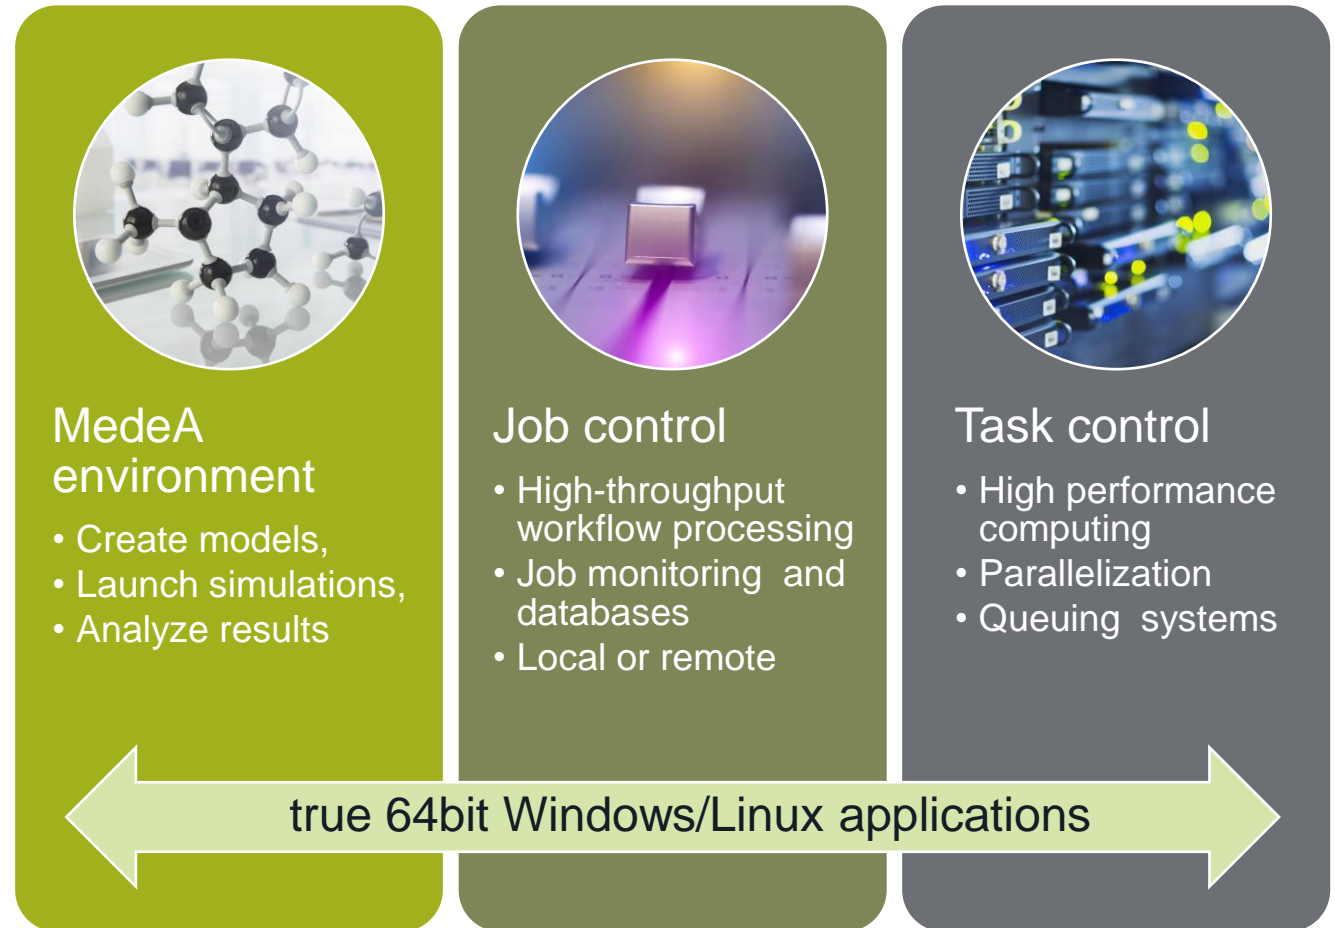 MedeA
environment
• Create models,
• Launch simulations,
• Analyze results
Job control
• High-throughput
workflow processing
• Job monitoring  and
databases
• Local or remote
Task control
• High performance
computing
• Parallelization
• Queuing  systems
true 64bit Windows/Linux applications